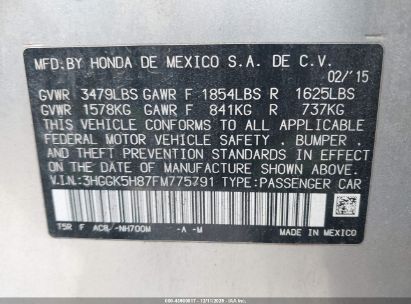 MFD.BY HONDA DE MEXICO S.A. DE C.V.
02/'15
GVWR 3479LBS GAWR F 1854LBS R 1625LBS
GVWR 1578KG GAWR F 841KG R 737KG
THIS VEHICLE CONFORMS TO ALL APPLICABLE
FEDERAL MOTOR VEHICLE SAFETY . BUMPER .
AND THEFT PREVENTION STANDARDS IN EFFECT
ON THE DATE OF MANUFACTURE SHOWN ABOVE.
V.I.N.: 3HGGK5H87FM775791 TYPE: PASSENGER CAR
T5R F AC8 -NH700M -A -M
MADE IN MEXICO